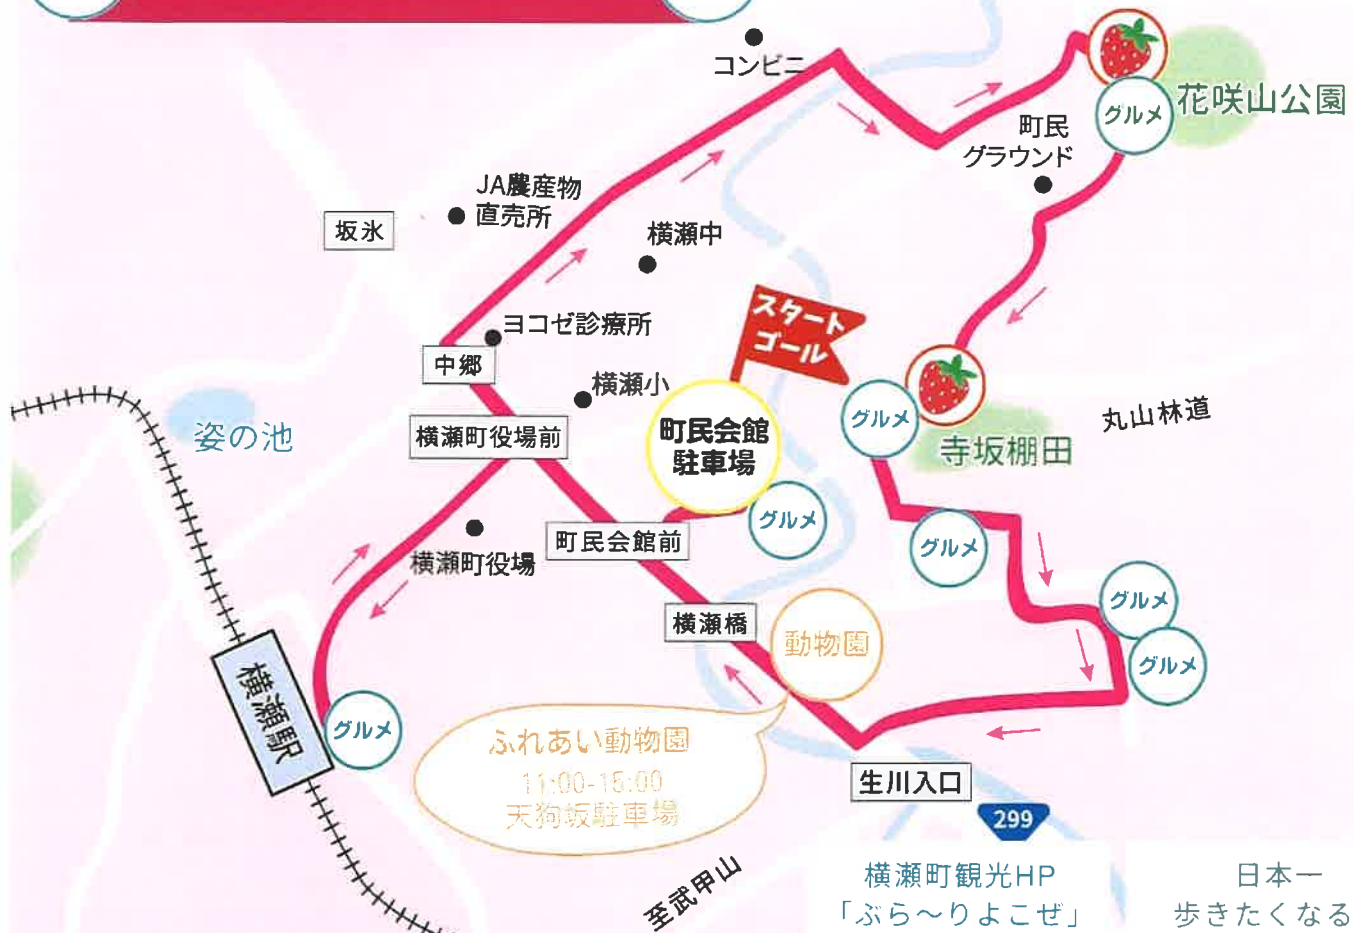 コンビニ
花咲山公園
グルメ
町民
グラウンド
JA農産物
直売所
坂氷
横瀬中
スタート
ゴール
ヨコゼ診療所
中郷
横瀬小
グルメ
丸山林道
姿の池
横瀬町役場前
町民会館
駐車場
寺坂棚田
グルメ
町民会館前
グルメ
横瀬町役場
グルメ
横瀬橋
動物園
グルメ
横瀬駅
グルメ
ふれあい動物園
11:00-15:00
天狗坂駐車場
生川入口
299
至武甲山
横瀬町観光HP
「ぶら〜りよこぜ」
日本一
歩きたくなる